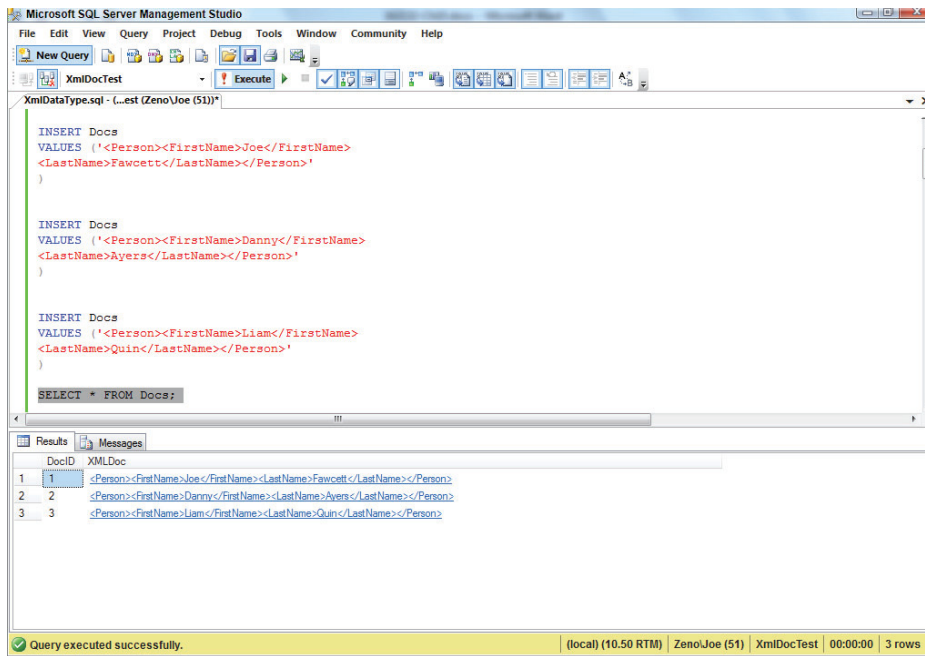 Microsoft SQL Server Management Studio
File Edit View Query Project Debug Tools Window Community Help
New Query
XmlDocTest
Execute
XmlDataType.sql - (...est (Zeno\Joe (51))*
INSERT Docs
VALUES ('<Person><FirstName>Joe</FirstName>
<LastName>Fawcett</LastName></Person>'
)
INSERT Docs
VALUES ('<Person><FirstName>Danny</FirstName>
<LastName>Ayers</LastName></Person>'
)
INSERT Docs
VALUES ('<Person><FirstName>Liam</FirstName>
<LastName>Quin</LastName></Person>'
)
SELECT * FROM Docs;
Results Messages
DocID XMLDoc
1 1 <Person><FirstName>Joe</FirstName><LastName>Fawcett</LastName></Person>
2 2 <Person><FirstName>Danny</FirstName><LastName>Ayers</LastName></Person>
3 3 <Person><FirstName>Liam</FirstName><LastName>Quin</LastName></Person>
Query executed successfully. (local) (10.50 RTM) Zeno\Joe (51) XmlDocTest 00:00:00 3 rows